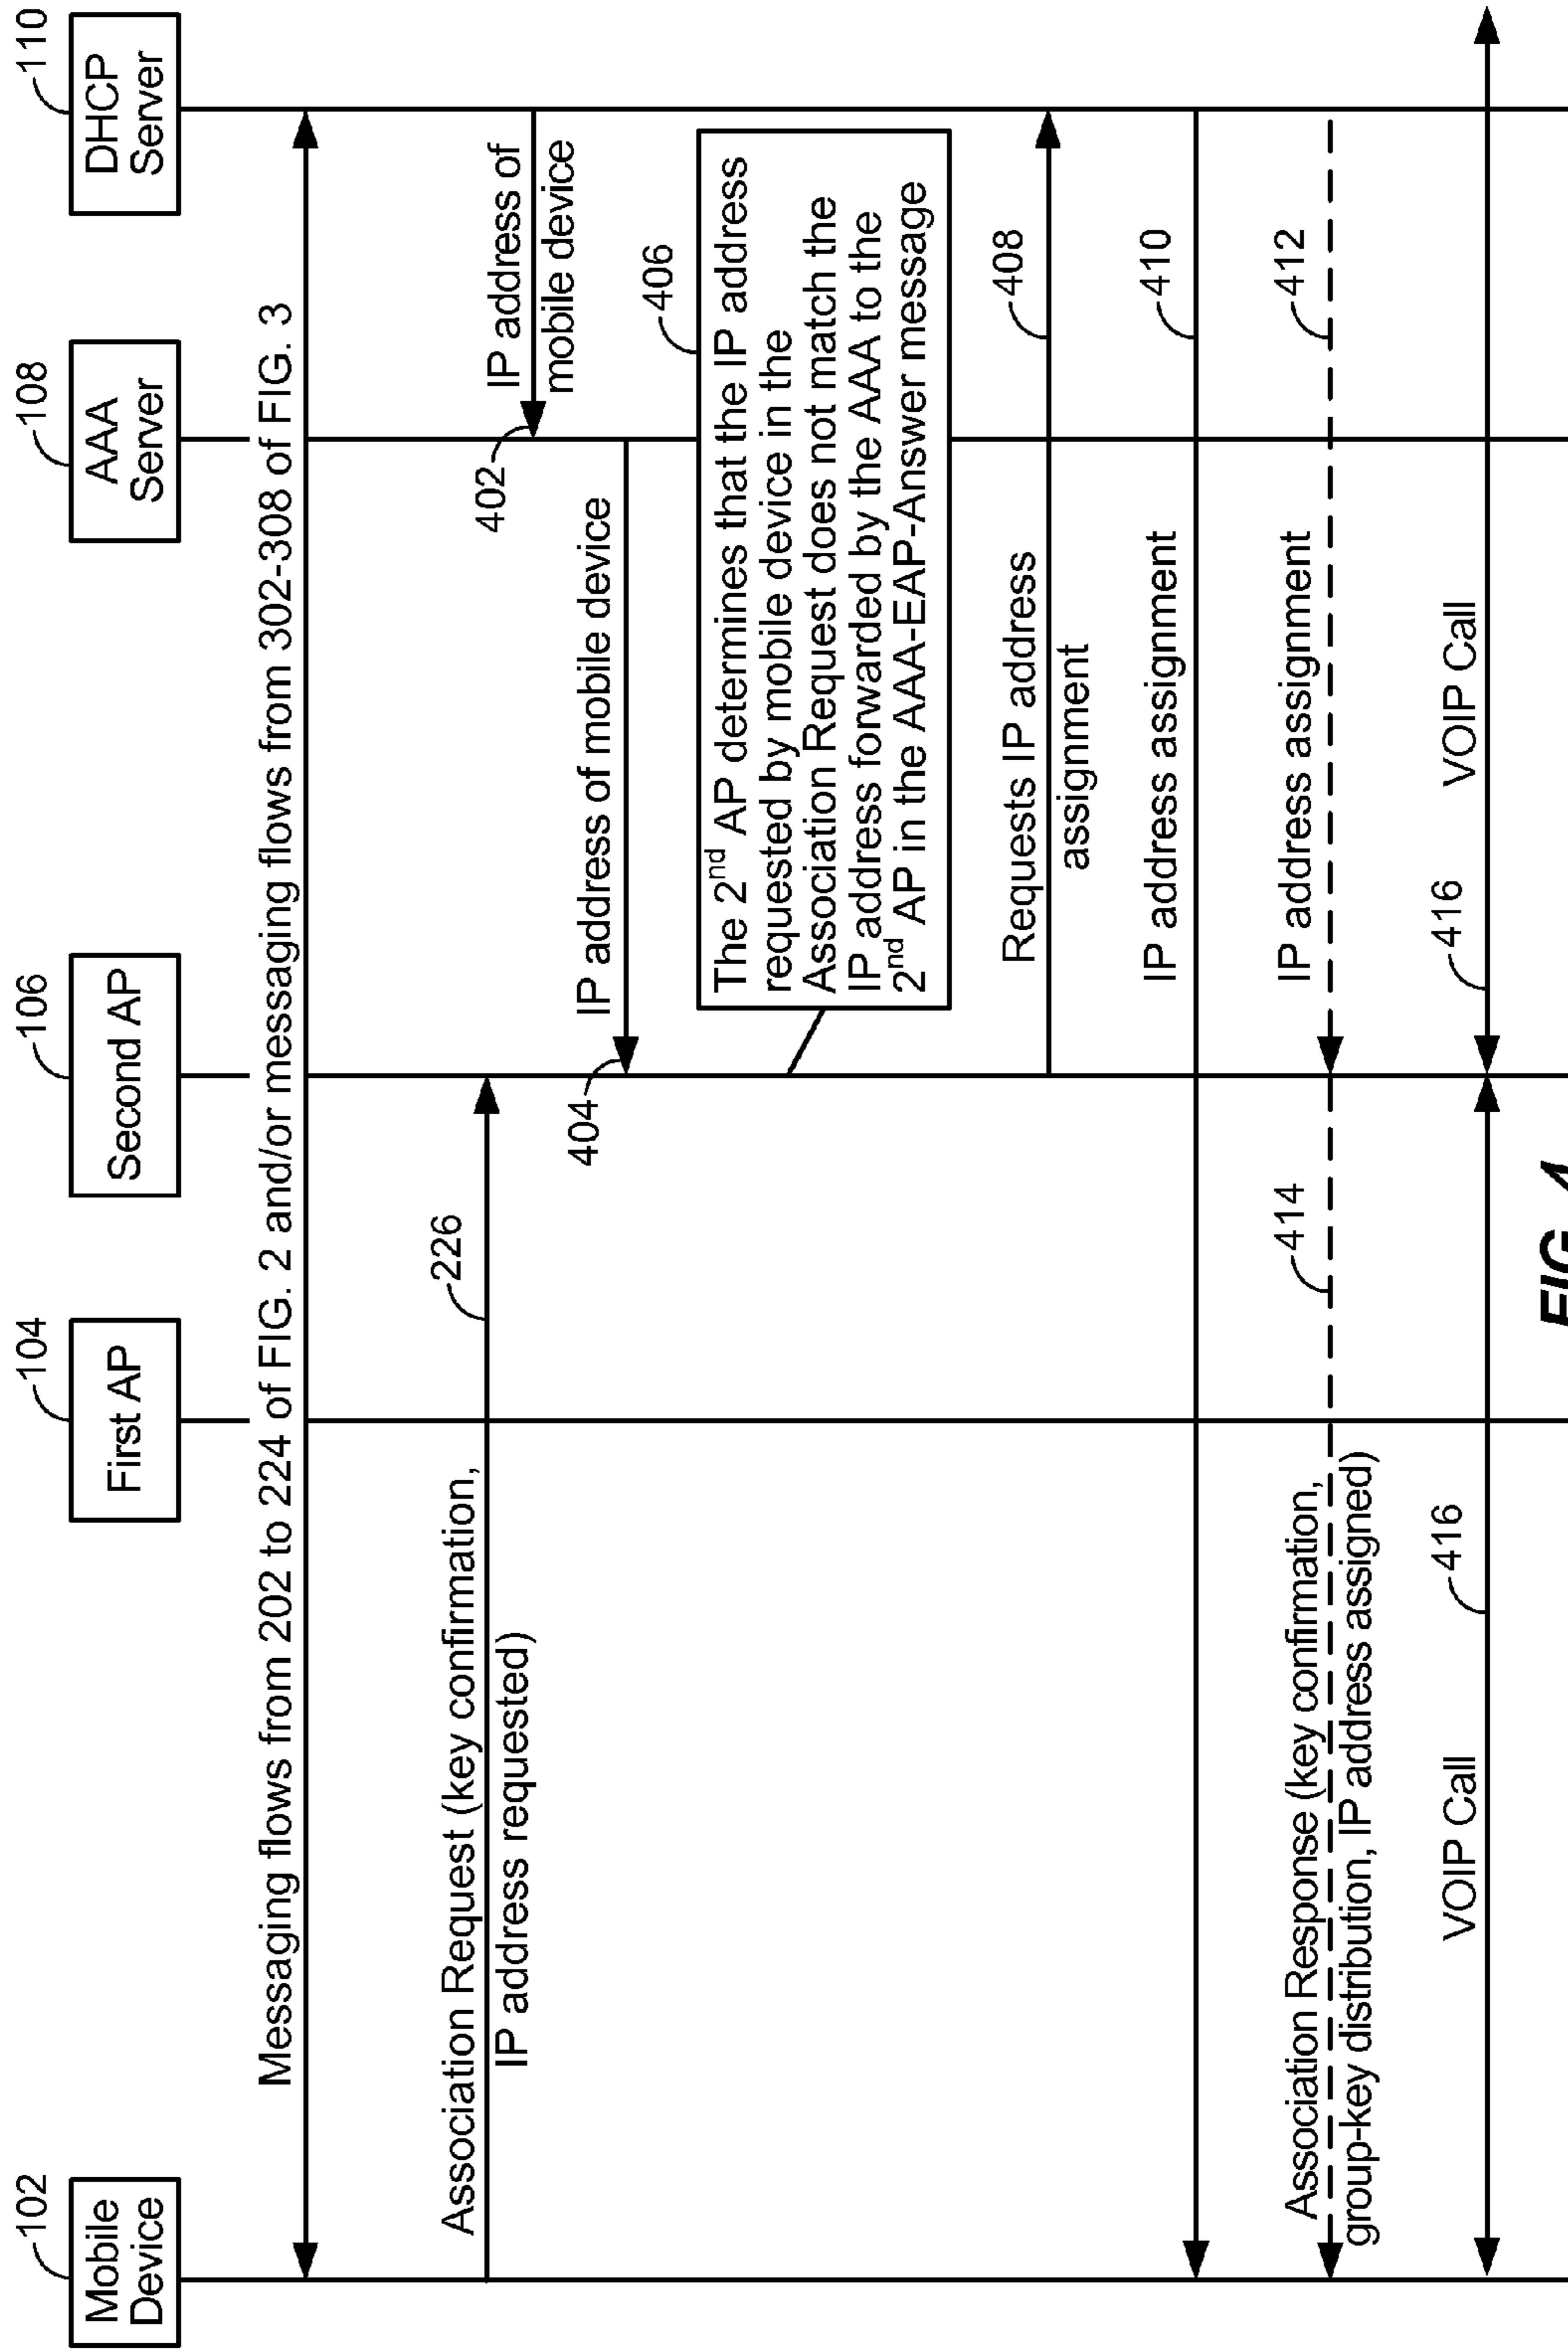 102
Mobile
Device
104
First AP
106
Second AP
108
AAA
Server
110
DHCP
Server
Messaging flows from 202 to 224 of FIG. 2 and/or messaging flows from 302-308 of FIG. 3
Association Request (key confirmation,
IP address requested)
226
IP address of
mobile device
402
IP address of mobile device
404
406
The 2nd AP determines that the IP address
requested by mobile device in the
Association Request does not match the
IP address forwarded by the AAA to the
2nd AP in the AAA-EAP-Answer message
Requests IP address
assignment
408
IP address assignment
410
IP address assignment
412
Association Response (key confirmation,
group-key distribution, IP address assigned)
414
VOIP Call
416
VOIP Call
416
FIG. 4